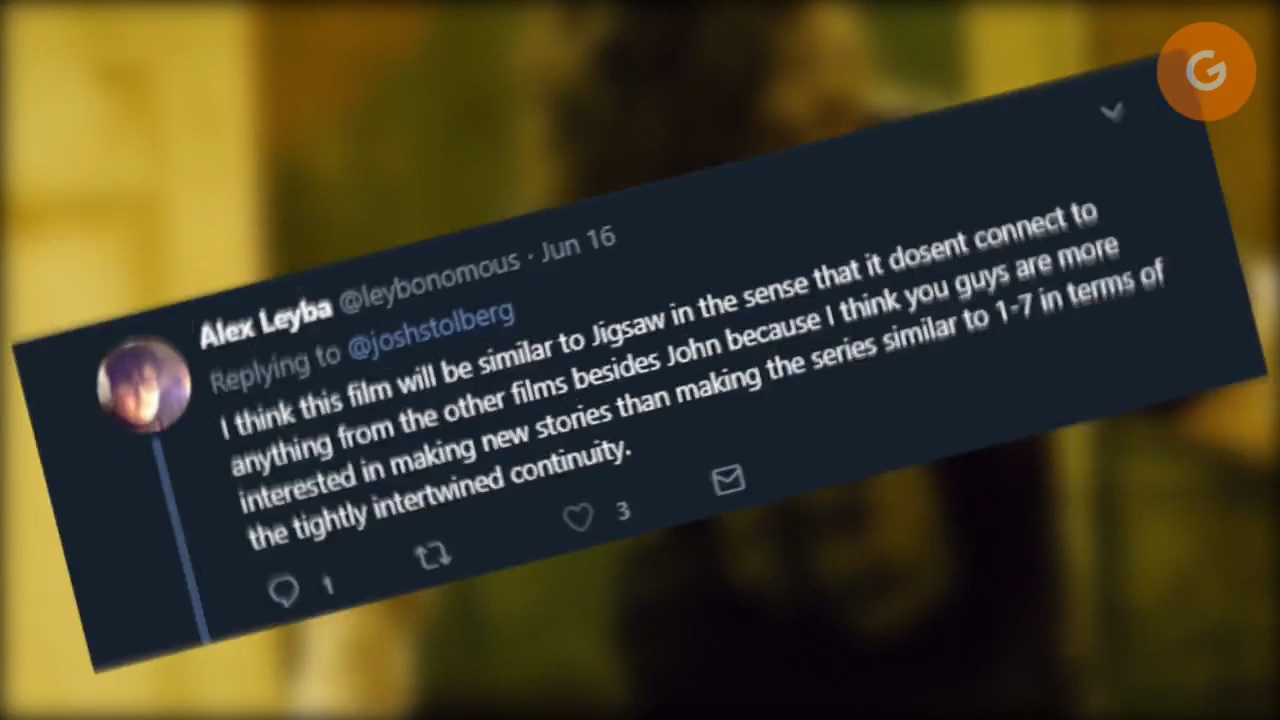 Alex Leyba @leybonomous · Jun 16
Replying to @joshstolberg
I think this film will be similar to Jigsaw in the sense that it dosent connect to
anything from the other films besides John because I think you guys are more
interested in making new stories than making the series similar to 1-7 in terms of
the tightly intertwined continuity.
1 3
G